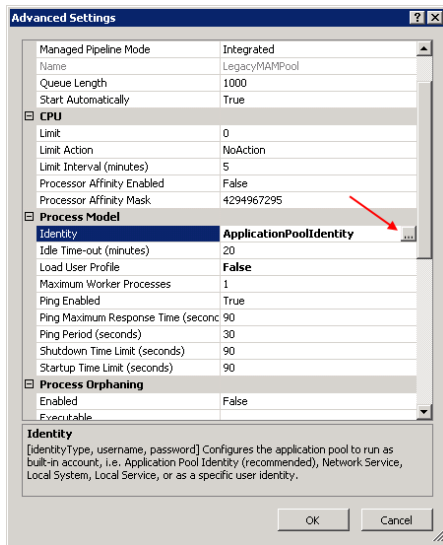 Advanced Settings
Managed Pipeline Mode Integrated
Name LegacyMAMPool
Queue Length 1000
Start Automatically True
CPU
Limit 0
Limit Action NoAction
Limit Interval (minutes) 5
Processor Affinity Enabled False
Processor Affinity Mask 4294967295
Process Model
Identity ApplicationPoolIdentity ...
Idle Time-out (minutes) 20
Load User Profile False
Maximum Worker Processes 1
Ping Enabled True
Ping Maximum Response Time (second 90
Ping Period (seconds) 30
Shutdown Time Limit (seconds) 90
Startup Time Limit (seconds) 90
Process Orphaning
Enabled False
Executable
Identity
[identityType, username, password] Configures the application pool to run as
built-in account, i.e. Application Pool Identity (recommended), Network Service,
Local System, Local Service, or as a specific user identity.
OK Cancel